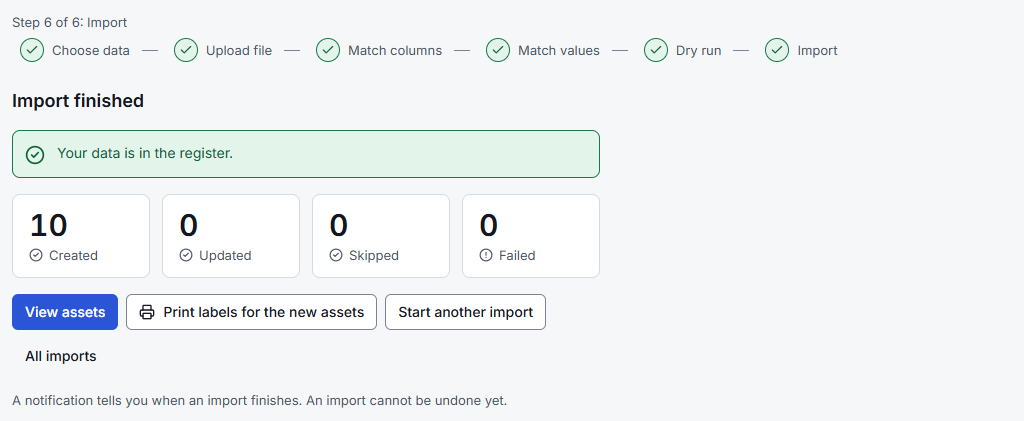 Step 6 of 6: Import
Choose data — Upload file — Match columns — Match values — Dry run — Import
Import finished
Your data is in the register.
10 0 0 0
Created Updated Skipped Failed
View assets Print labels for the new assets Start another import
All imports
A notification tells you when an import finishes. An import cannot be undone yet.